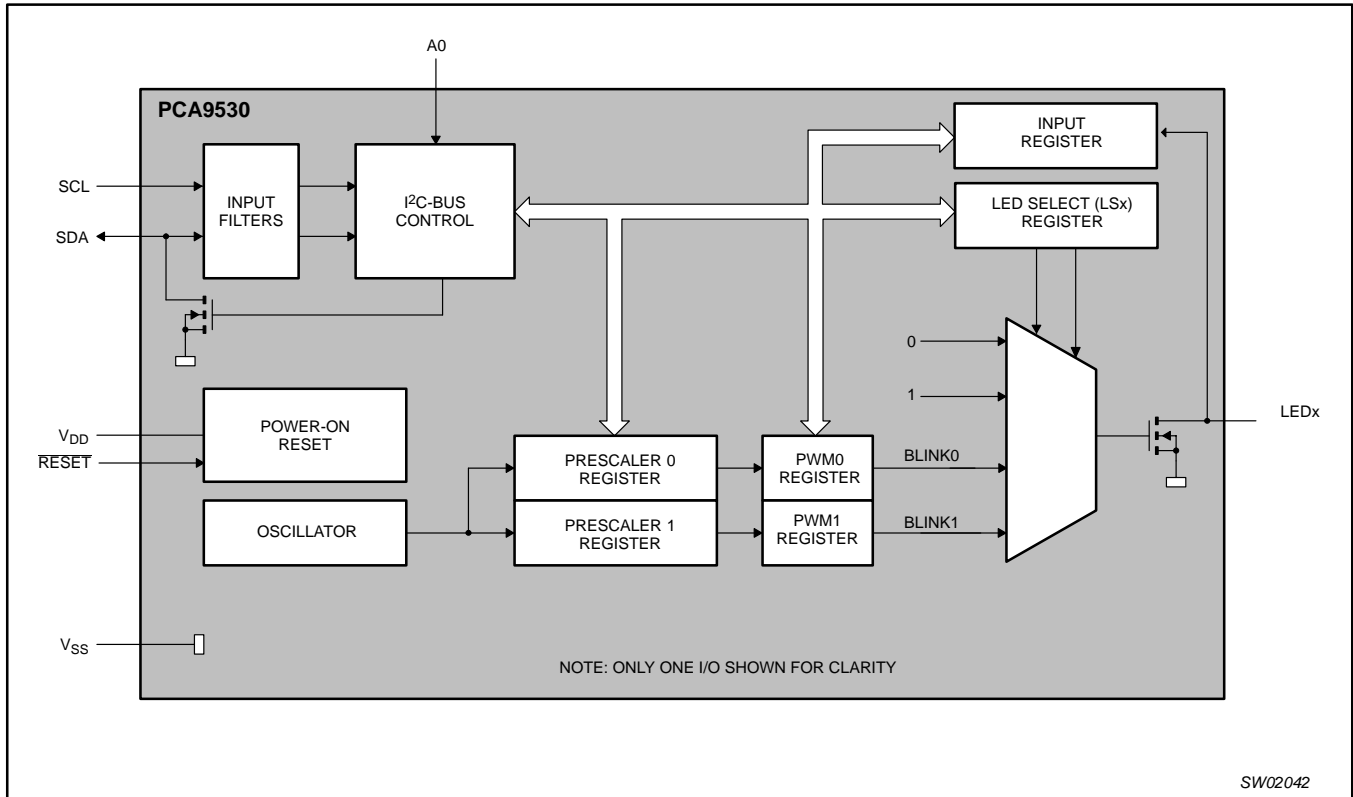 A0
PCA9530
INPUT
REGISTER
SCL
INPUT
FILTERS
I²C-BUS
CONTROL
LED SELECT (LSx)
REGISTER
SDA
0
1
LEDx
POWER-ON
RESET
VDD
RESET
PRESCALER 0
REGISTER
PWM0
REGISTER
BLINK0
OSCILLATOR
PRESCALER 1
REGISTER
PWM1
REGISTER
BLINK1
VSS
NOTE: ONLY ONE I/O SHOWN FOR CLARITY
SW02042